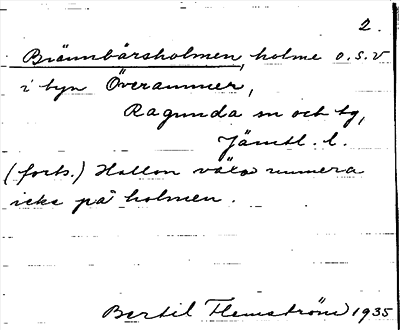 2.
Brännbärsholmen, holme o.s.v
i byn Överammer,
Ragunda sn och tg,
Jämtl. l.
(forts.) Hallon växa numera
icke på holmen.
Bertil Flemström 1935